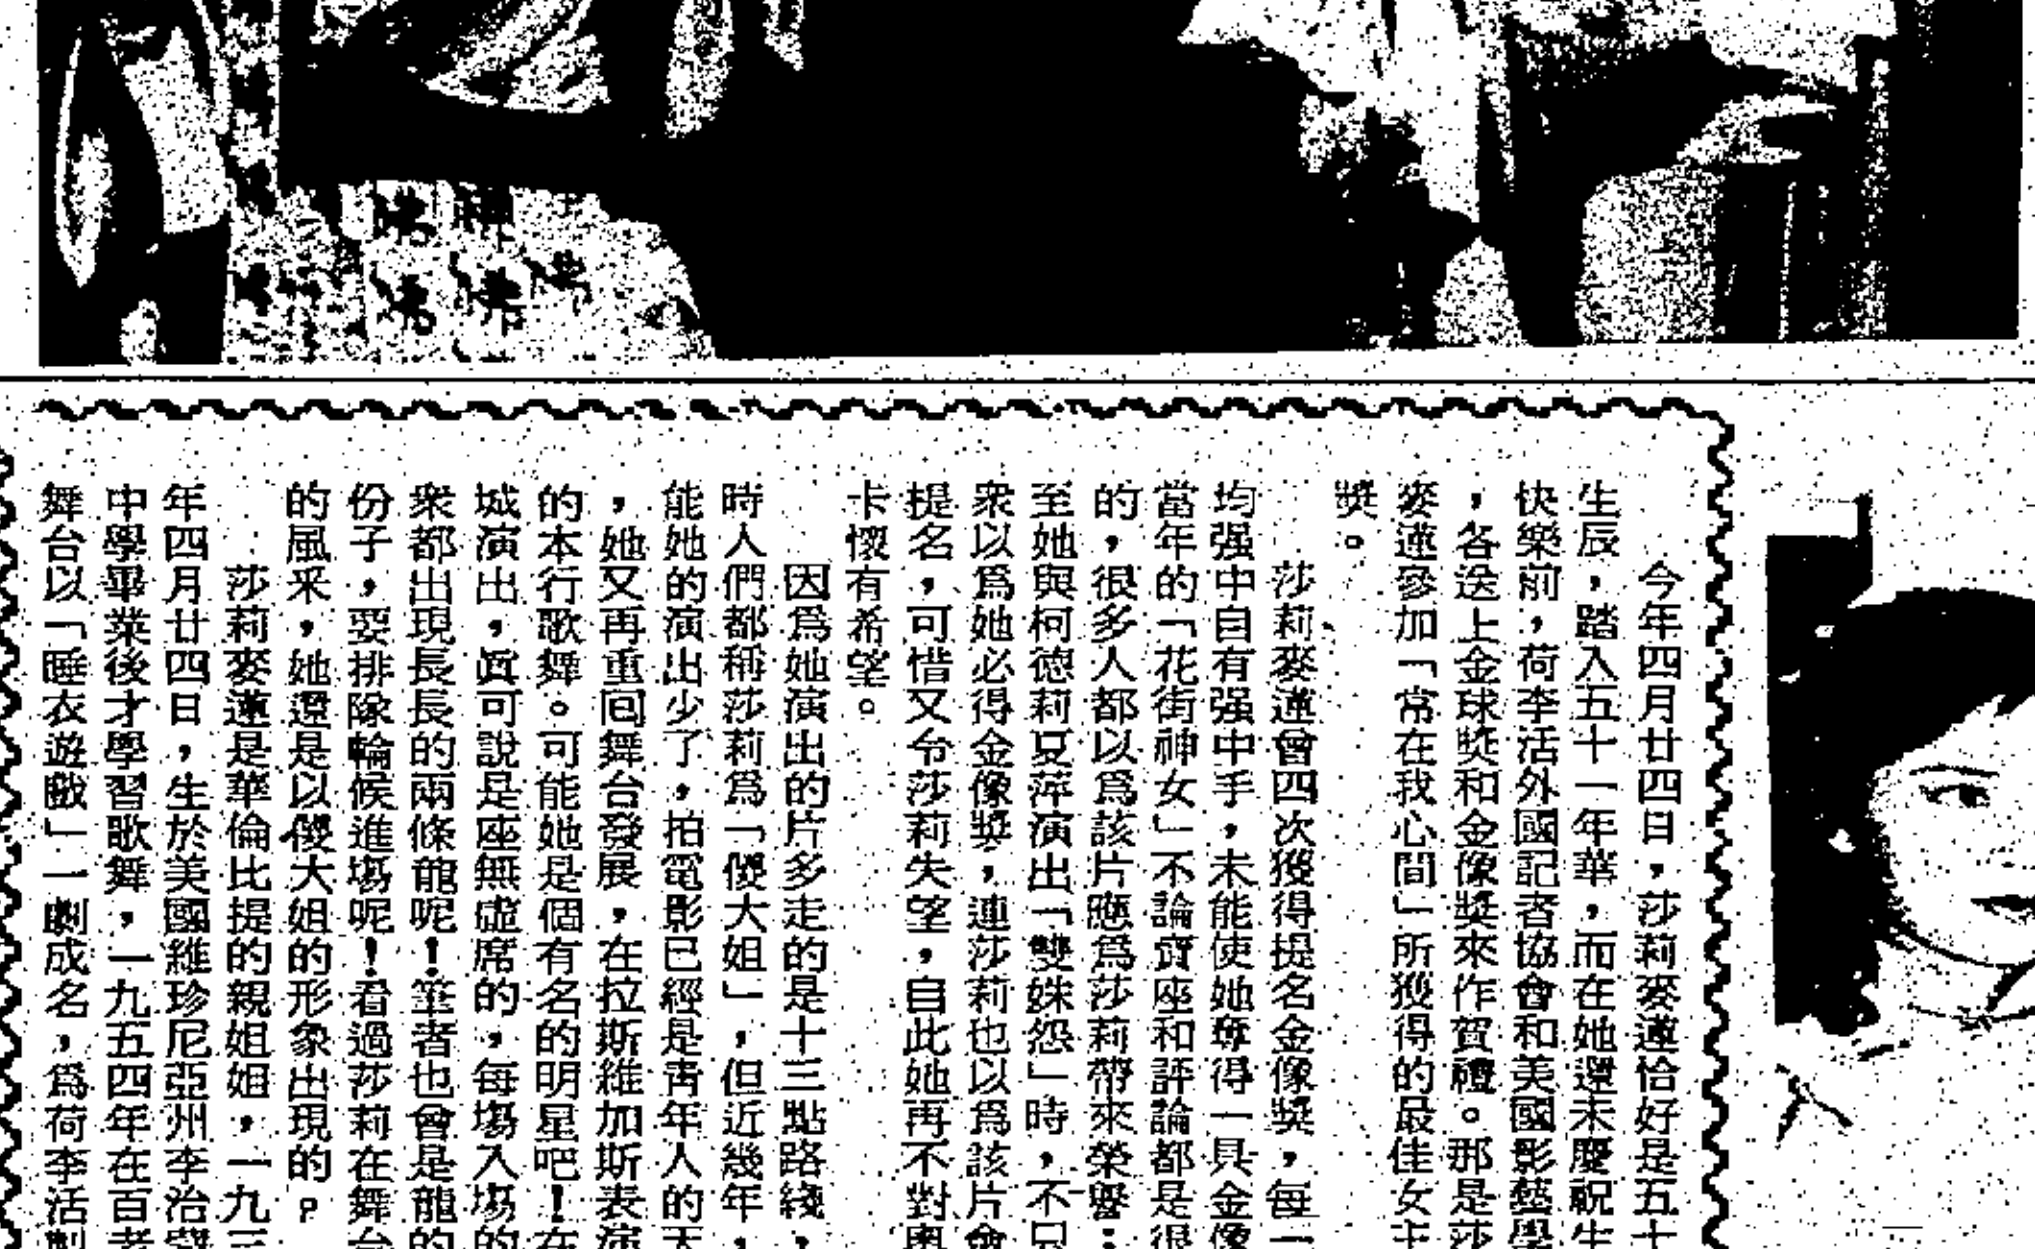 今年四月廿四日，莎莉麥蓮恰好是五十
生辰，踏入五十一年華，而在她還未慶祝生
快樂前，荷李活外國記者協會和美國影藝學
，各送上金球獎和金像獎來作賀禮。那是莎
麥蓮參加「常在我心間」所獲得的最佳女主
獎。
莎莉麥蓮曾四次獲得提名金像獎，每一
均强中自有强中手，未能使她奪得一具金像
當年的「花街神女」不論賣座和評論都是很
的，很多人都以爲該片應爲莎莉帶來榮譽；
至她與柯德莉夏萍演出「雙姝怨」時，不只
衆以爲她必得金像獎，連莎莉也以爲該片會
提名，可惜又令莎莉失望，自此她再不對奧
卡懷有希望。
因爲她演出的片多走的是十三點路綫，
時人們都稱莎莉爲「傻大姐」，但近幾年，
能她的演出少了，拍電影已經是靑年人的天
，她又再重囘舞台發展，在拉斯維加斯表演
的本行歌舞。可能她是個有名的明星吧！在
城演出，眞可說是座無虛席的，每塲入塲的
衆都出現長長的兩條龍呢！筆者也曾是龍的
份子，要排隊輪候進塲呢！看過莎莉在舞台
的風采，她還是以傻大姐的形象出現的。
莎莉麥蓮是華倫比提的親姐姐，一九三
年四月廿四日，生於美國維珍尼亞州李治
中學畢業後才學習歌舞，一九五四年在百老
舞台以「睡衣遊戲」一劇成名，爲荷李活製